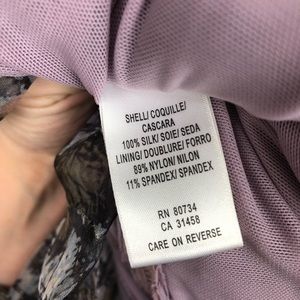 SHELL/ COQUILLE/
CASCARA
100% SILK/ SOIE/ SEDA
LINING/ DOUBLURE/ FORRO
89% NYLON/ NILON
11% SPANDEX/ SPANDEX
RN 80734
CA 31458
CARE ON REVERSE